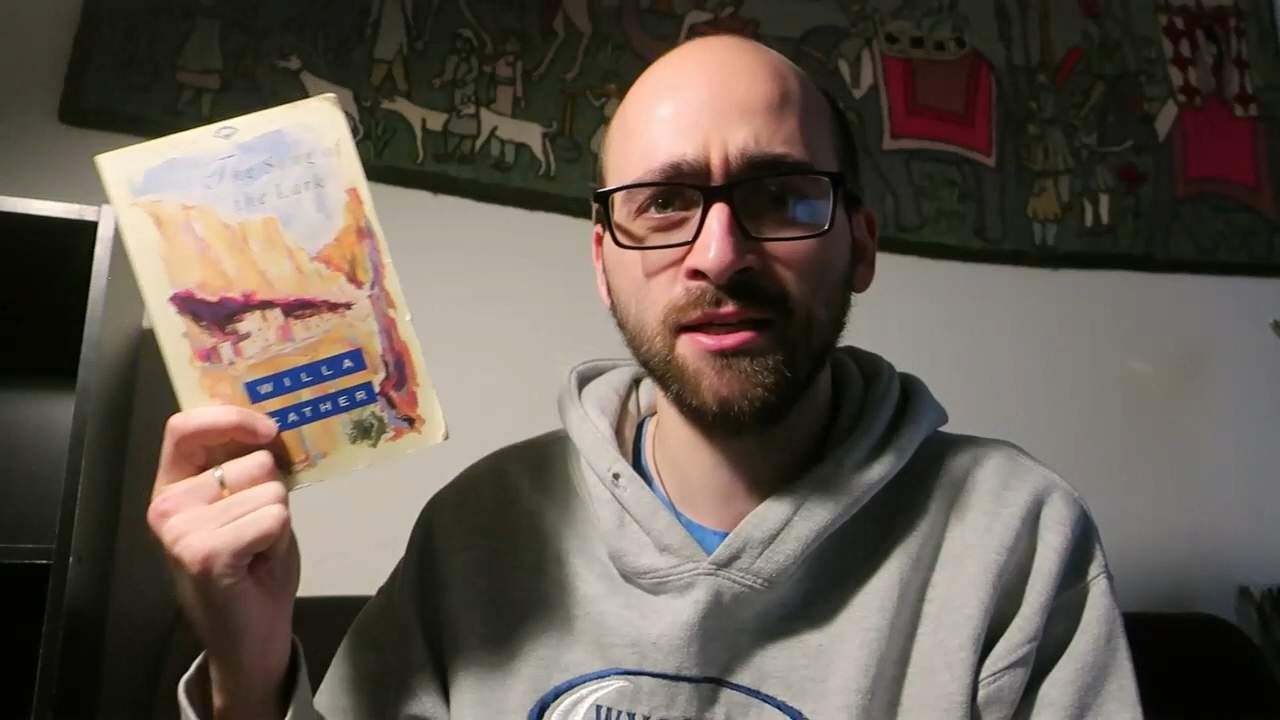 The Song of
the Lark
WILLA
CATHER